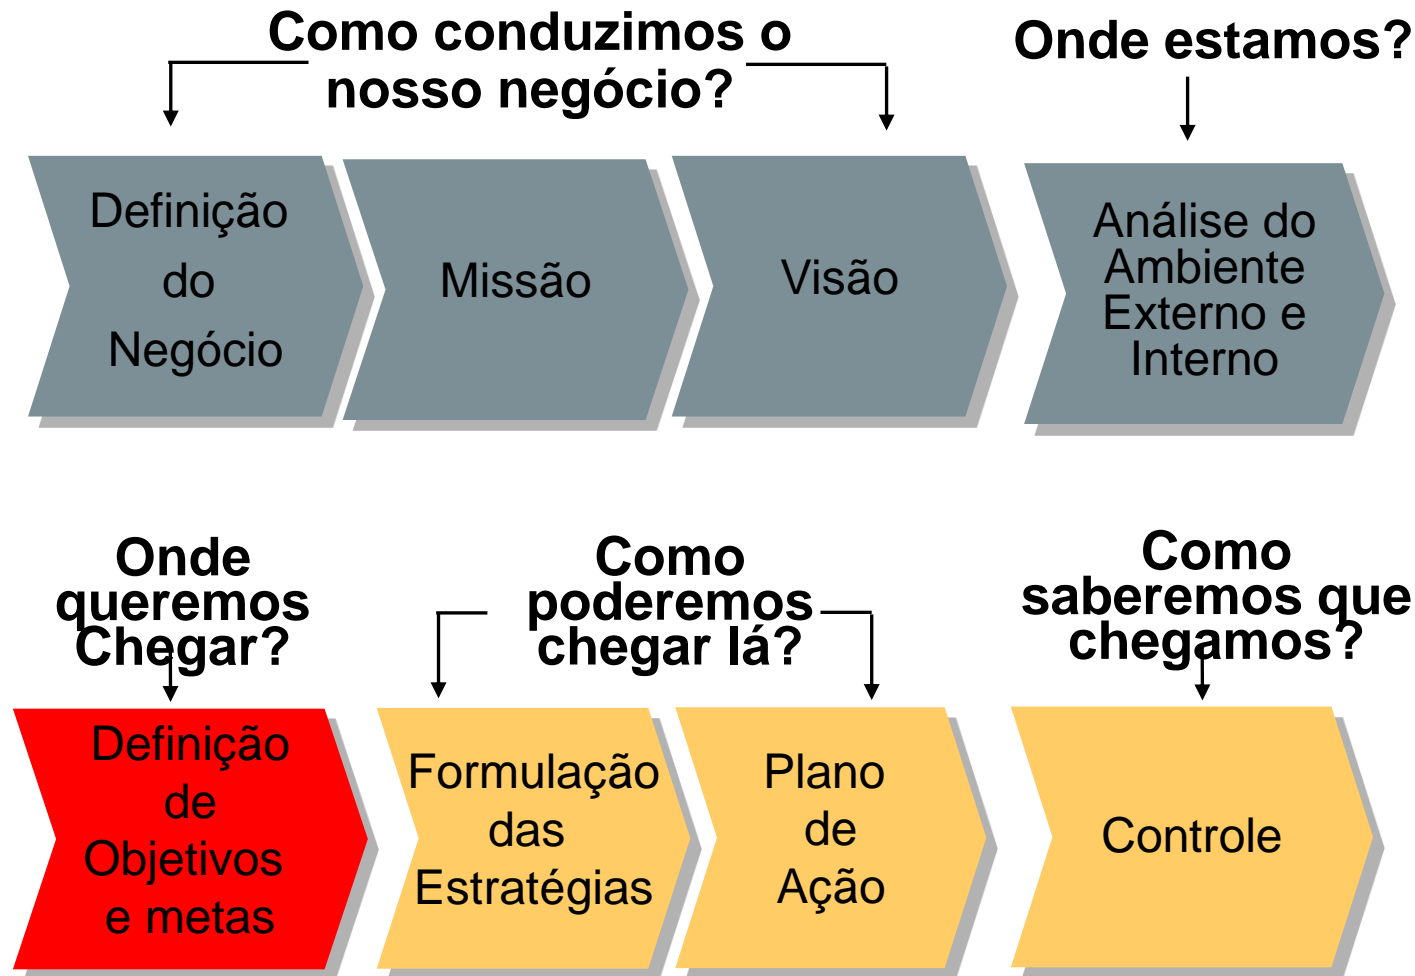 Como conduzimos o
nosso negócio?
Onde estamos?
Definição
do
Negócio
Missão
Visão
Análise do
Ambiente
Externo e
Interno
Onde
queremos
Chegar?
Como
poderemos
chegar lá?
Como
saberemos que
chegamos?
Definição
de
Objetivos
e metas
Formulação
das
Estratégias
Plano
de
Ação
Controle